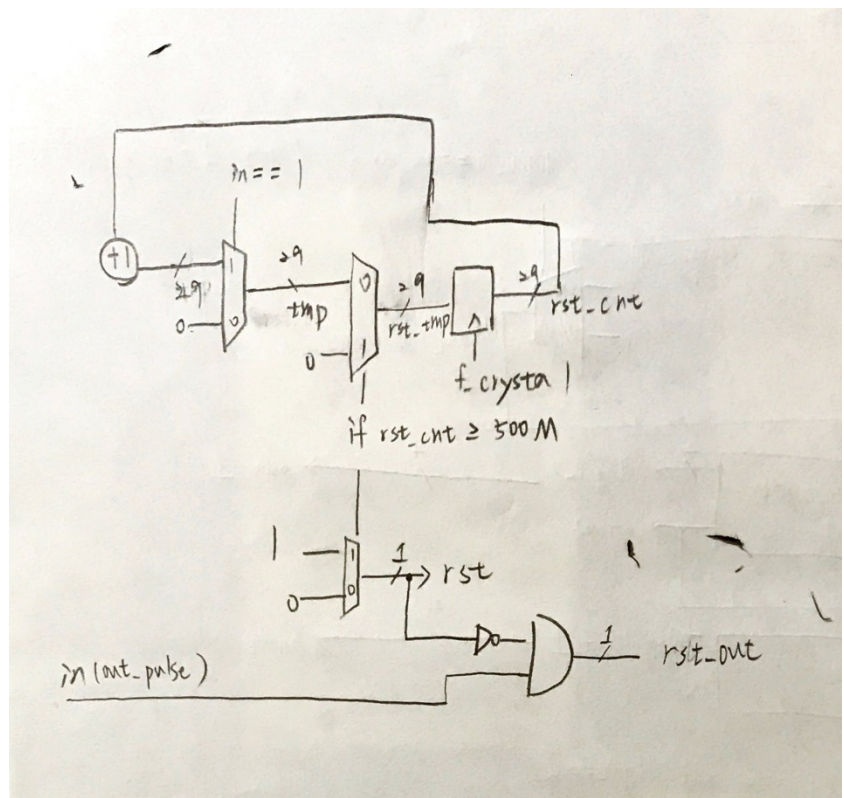 in == 1
+1
29
1
0
0
29
tmp
0
1
0
29
rst_tmp
29
rst_cnt
f_crystal
if rst_cnt ≥ 500M
1
0
1
0
1
rst
in (out_pulse)
1
rst_out